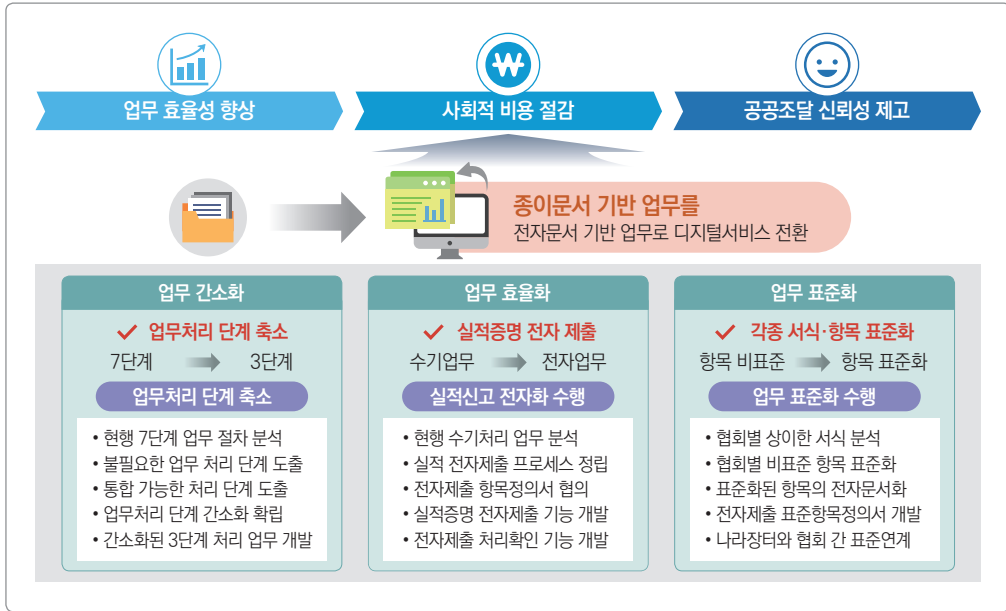 업무 효율성 향상
사회적 비용 절감
공공조달 신뢰성 제고
종이문서 기반 업무를
전자문서 기반 업무로 디지털서비스 전환
업무 간소화
업무처리 단계 축소
7단계 3단계
업무처리 단계 축소
• 현행 7단계 업무 절차 분석
• 불필요한 업무 처리 단계 도출
• 통합 가능한 처리 단계 도출
• 업무처리 단계 간소화 확립
• 간소화된 3단계 처리 업무 개발
업무 효율화
실적증명 전자 제출
수기업무 전자업무
실적신고 전자화 수행
• 현행 수기처리 업무 분석
• 실적 전자제출 프로세스 정립
• 전자제출 항목정의서 협의
• 실적증명 전자제출 기능 개발
• 전자제출 처리확인 기능 개발
업무 표준화
각종 서식·항목 표준화
항목 비표준 항목 표준화
업무 표준화 수행
• 협회별 상이한 서식 분석
• 협회별 비표준 항목 표준화
• 표준화된 항목의 전자문서화
• 전자제출 표준항목정의서 개발
• 나라장터와 협회 간 표준연계